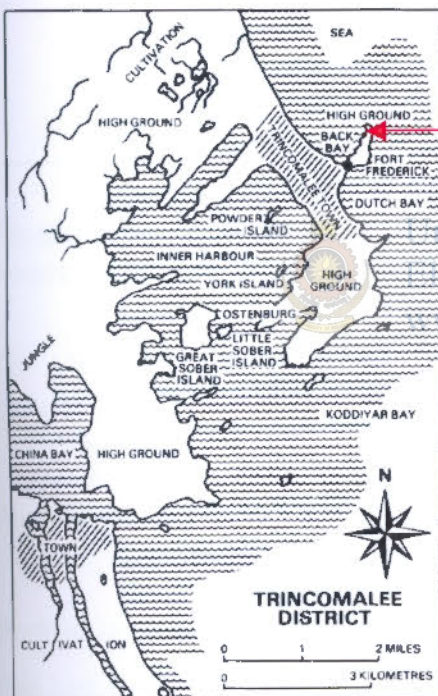 SEA
CULTIVATION
HIGH GROUND
HIGH GROUND
BACK
BAY
FORT
FREDERICK
TRINCOMALEE TOWN
DUTCH BAY
POWDER
ISLAND
INNER HARBOUR
HIGH
GROUND
YORK ISLAND
OSTENBURG
LITTLE
SOBER
ISLAND
GREAT
SOBER
ISLAND
JUNGLE
KODDIYAR BAY
CHINA BAY
HIGH GROUND
N
TOWN
TRINCOMALEE
DISTRICT
CULTIVATION
0 1 2 MILES
0 3 KILOMETRES